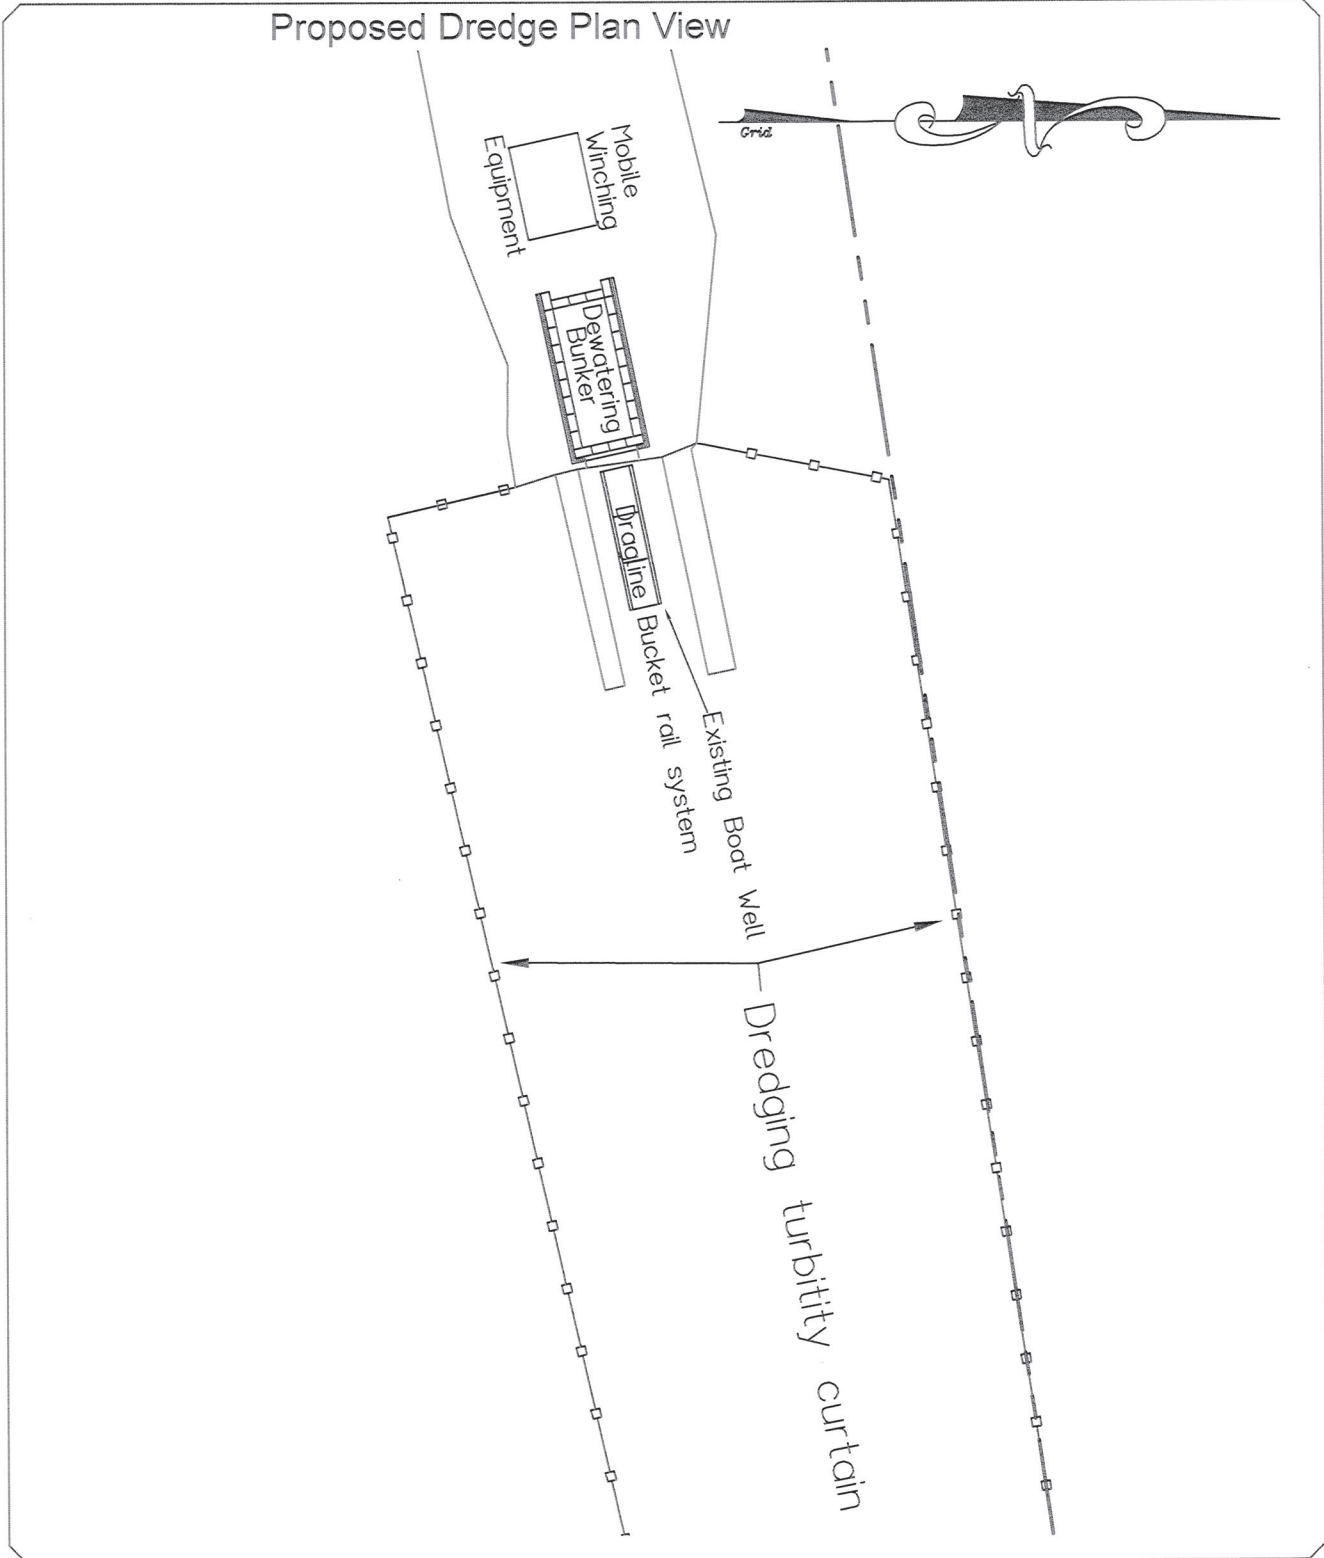 Proposed Dredge Plan View
Grid
N
Mobile
Winching
Equipment
Dewatering
Bunker
Dragline Bucket rail system
Existing Boat Well
Dredging turbitity curtain